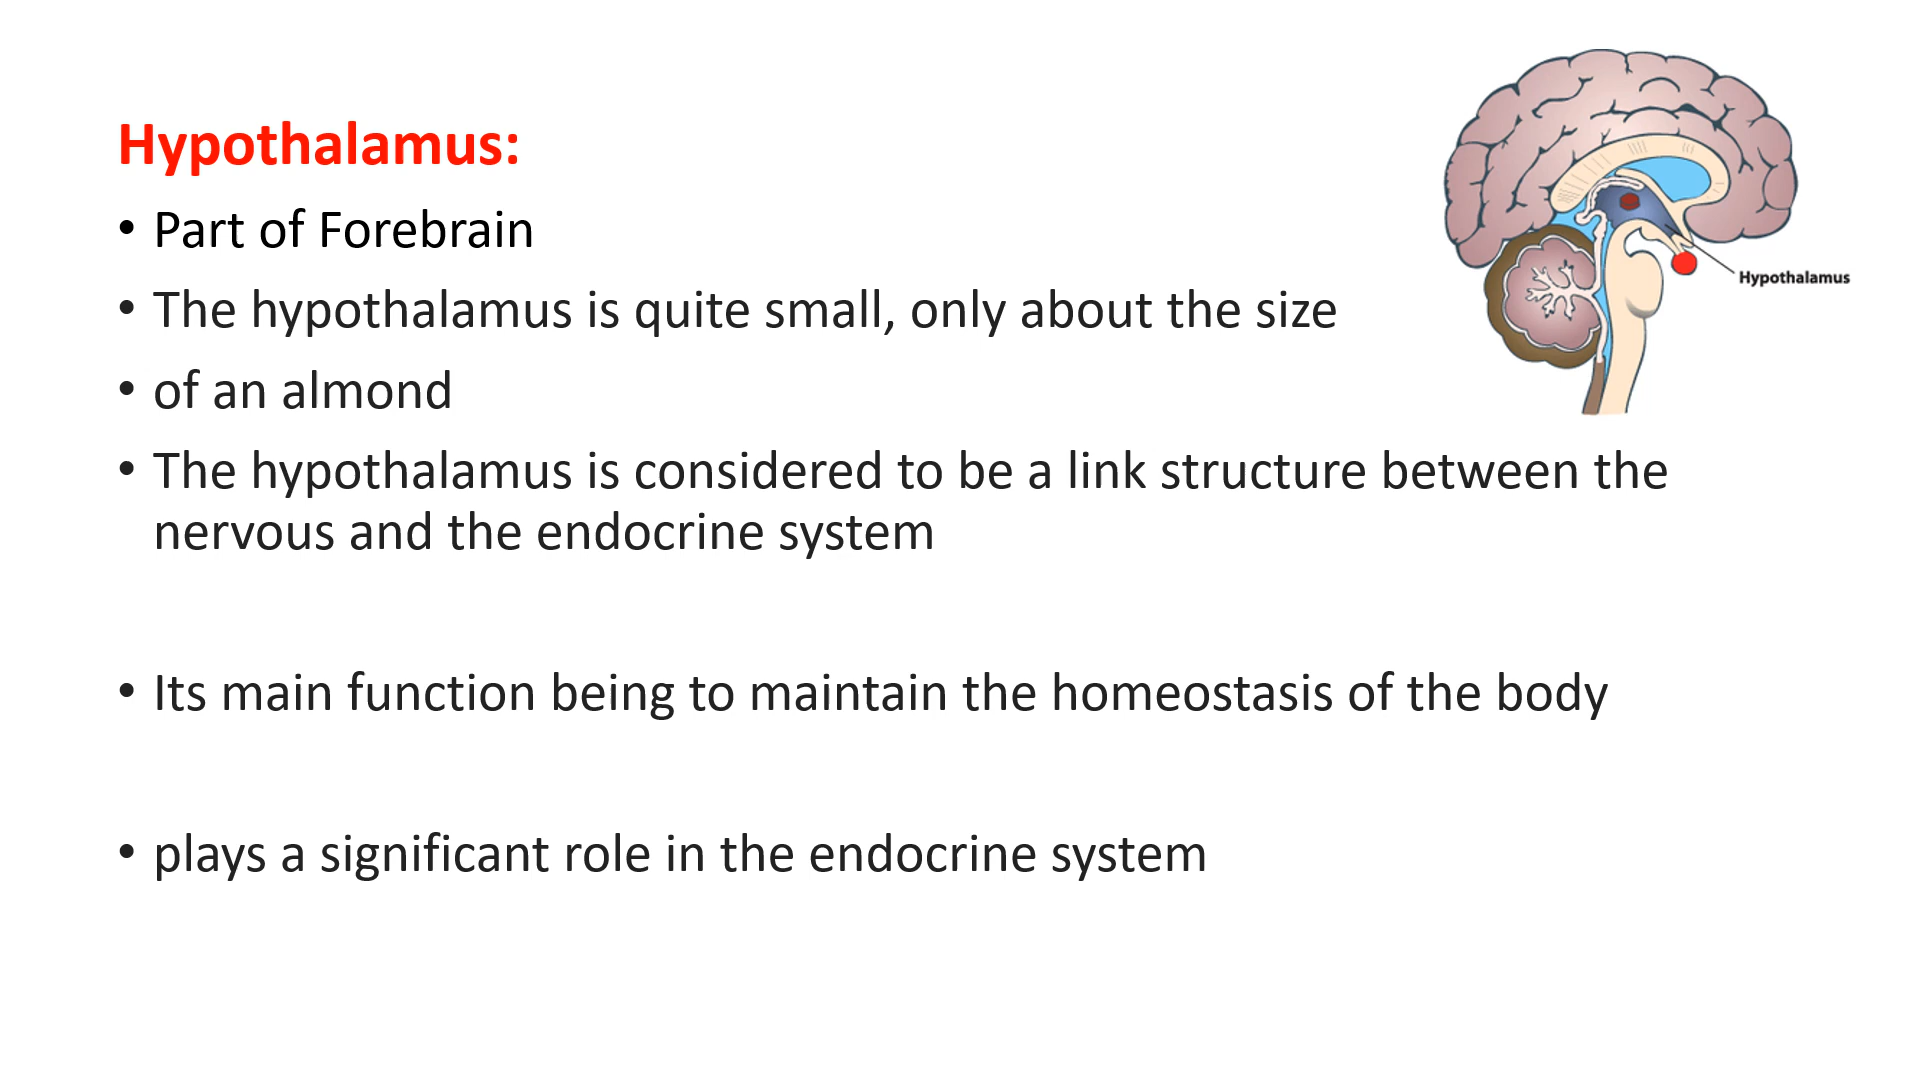 Hypothalamus:
• Part of Forebrain
• The hypothalamus is quite small, only about the size
• of an almond
• The hypothalamus is considered to be a link structure between the
nervous and the endocrine system
• Its main function being to maintain the homeostasis of the body
• plays a significant role in the endocrine system
Hypothalamus